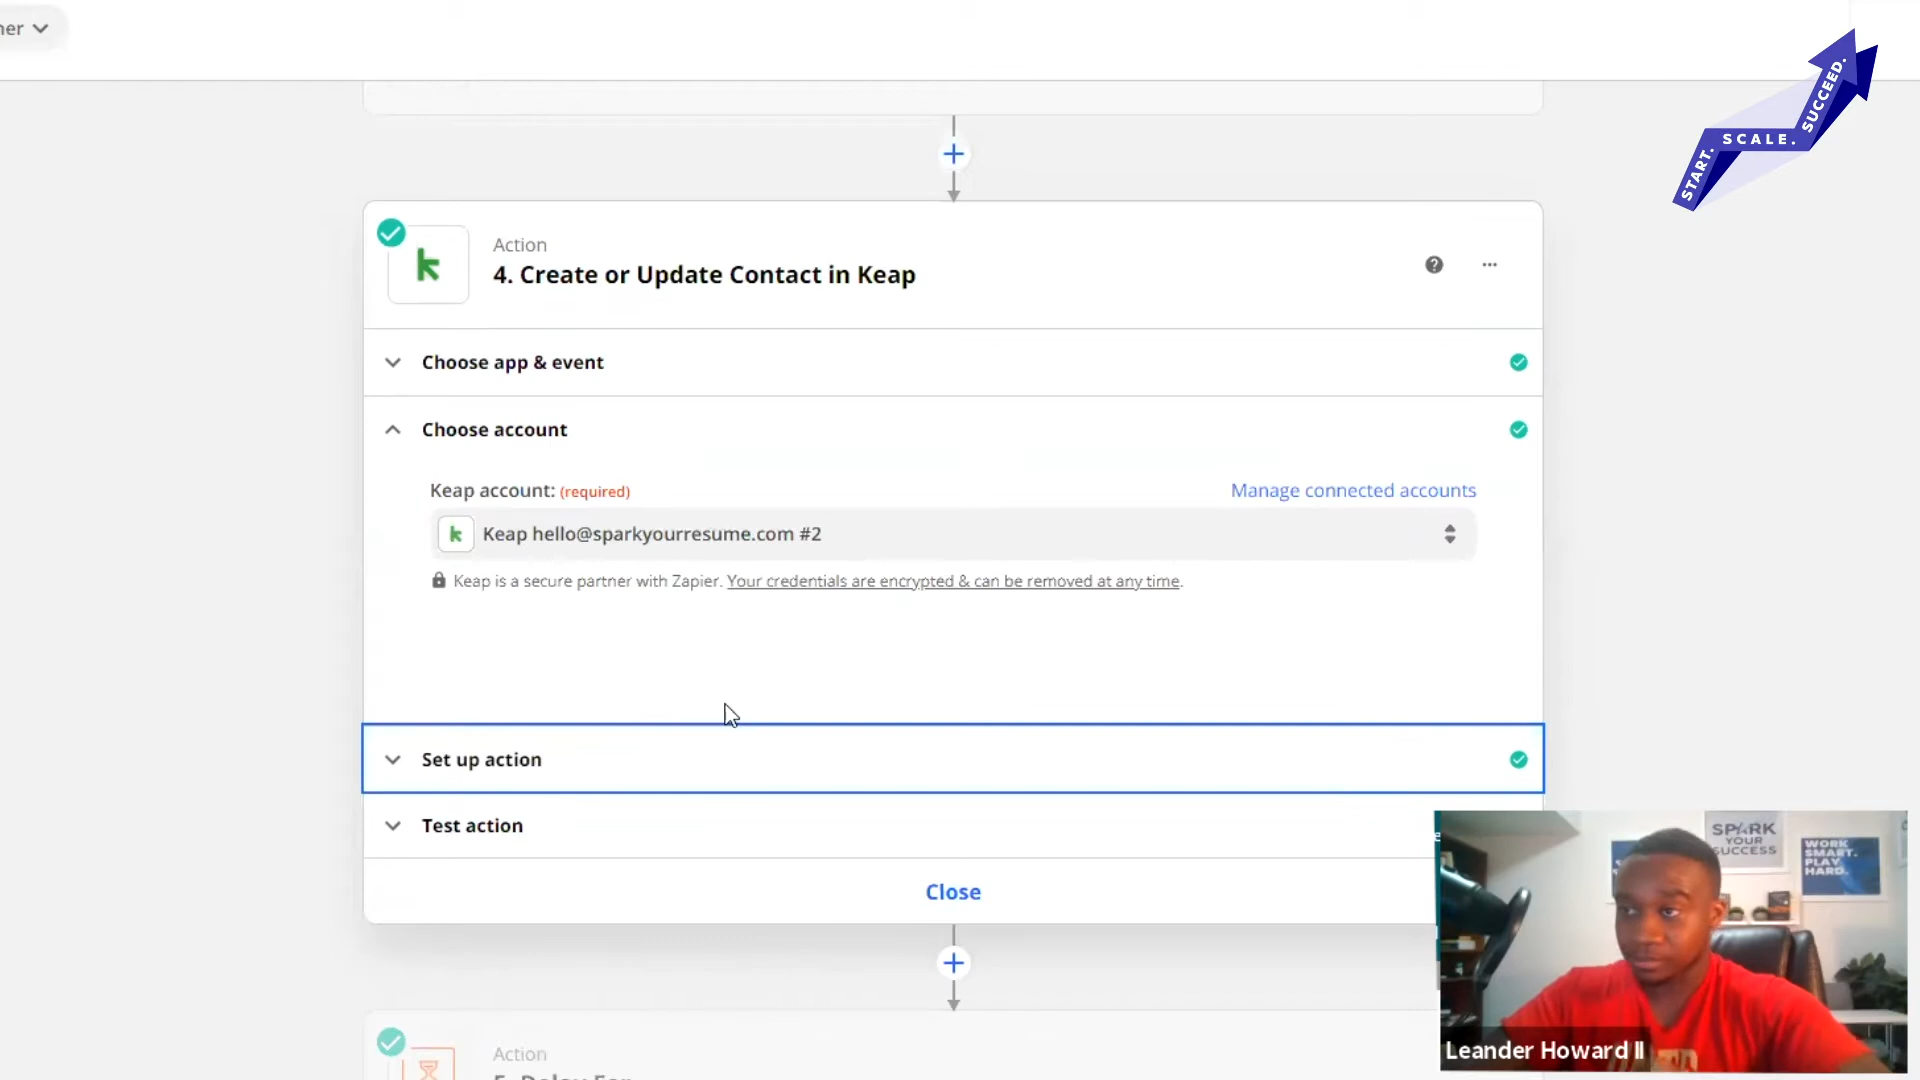 ner
START. SCALE. SUCCEED.
Action
4. Create or Update Contact in Keap
Choose app & event
Choose account
Keap account: (required)
Manage connected accounts
Keap hello@sparkyourresume.com #2
Keap is a secure partner with Zapier. Your credentials are encrypted & can be removed at any time.
Set up action
Test action
Close
SPARK
YOUR
SUCCESS
WORK
SMART.
PLAY
HARD.
Leander Howard II
Action
5. Delay For